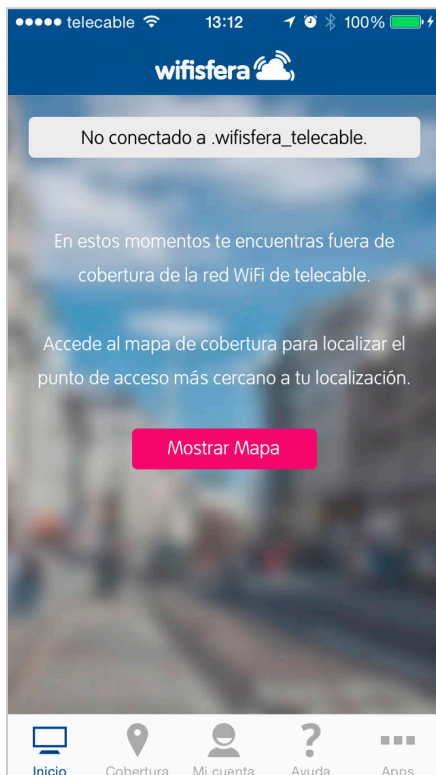 telecable 13:12 100%
wifisfera
No conectado a .wifisfera_telecable.
En estos momentos te encuentras fuera de
cobertura de la red WiFi de telecable.
Accede al mapa de cobertura para localizar el
punto de acceso más cercano a tu localización.
Mostrar Mapa
Inicio Cobertura Mi cuenta Ayuda Apps